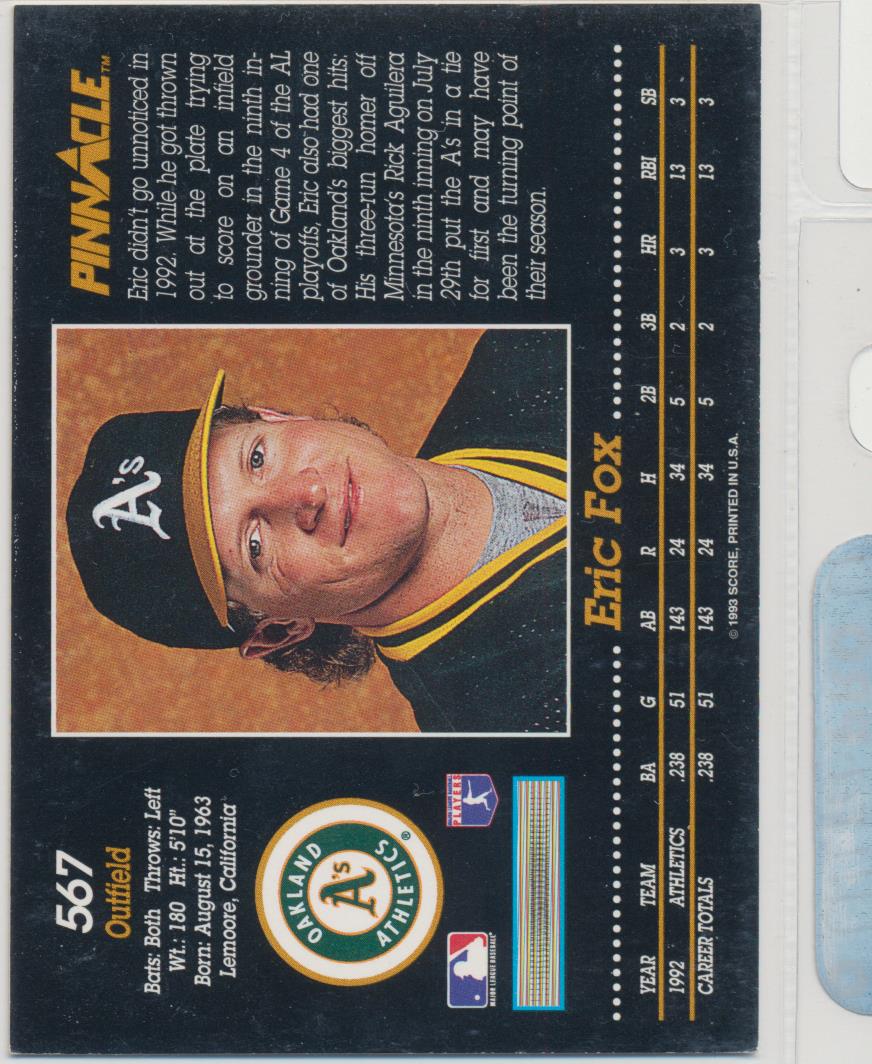 567
Outfield
Bats: Both Throws: Left
Wt.: 180 Ht.: 5'10"
Born: August 15, 1963
Lemoore, California
OAKLAND
A's
ATHLETICS®
MAJOR LEAGUE BASEBALL
PLAYERS
A's
PINNACLE™
Eric didn't go unnoticed in
1992. While he got thrown
out at the plate trying
to score on an infield
grounder in the ninth in-
ning of Game 4 of the AL
playoffs, Eric also had one
of Oakland's biggest hits:
His three-run homer off
Minnesota's Rick Aguilera
in the ninth inning on July
29th put the A's in a tie
for first and may have
been the turning point of
their season.
Eric Fox
YEAR TEAM BA G AB R H 2B 3B HR RBI SB
1992 ATHLETICS .238 51 143 24 34 5 2 3 13 3
CAREER TOTALS .238 51 143 24 34 5 2 3 13 3
© 1993 SCORE, PRINTED IN U.S.A.